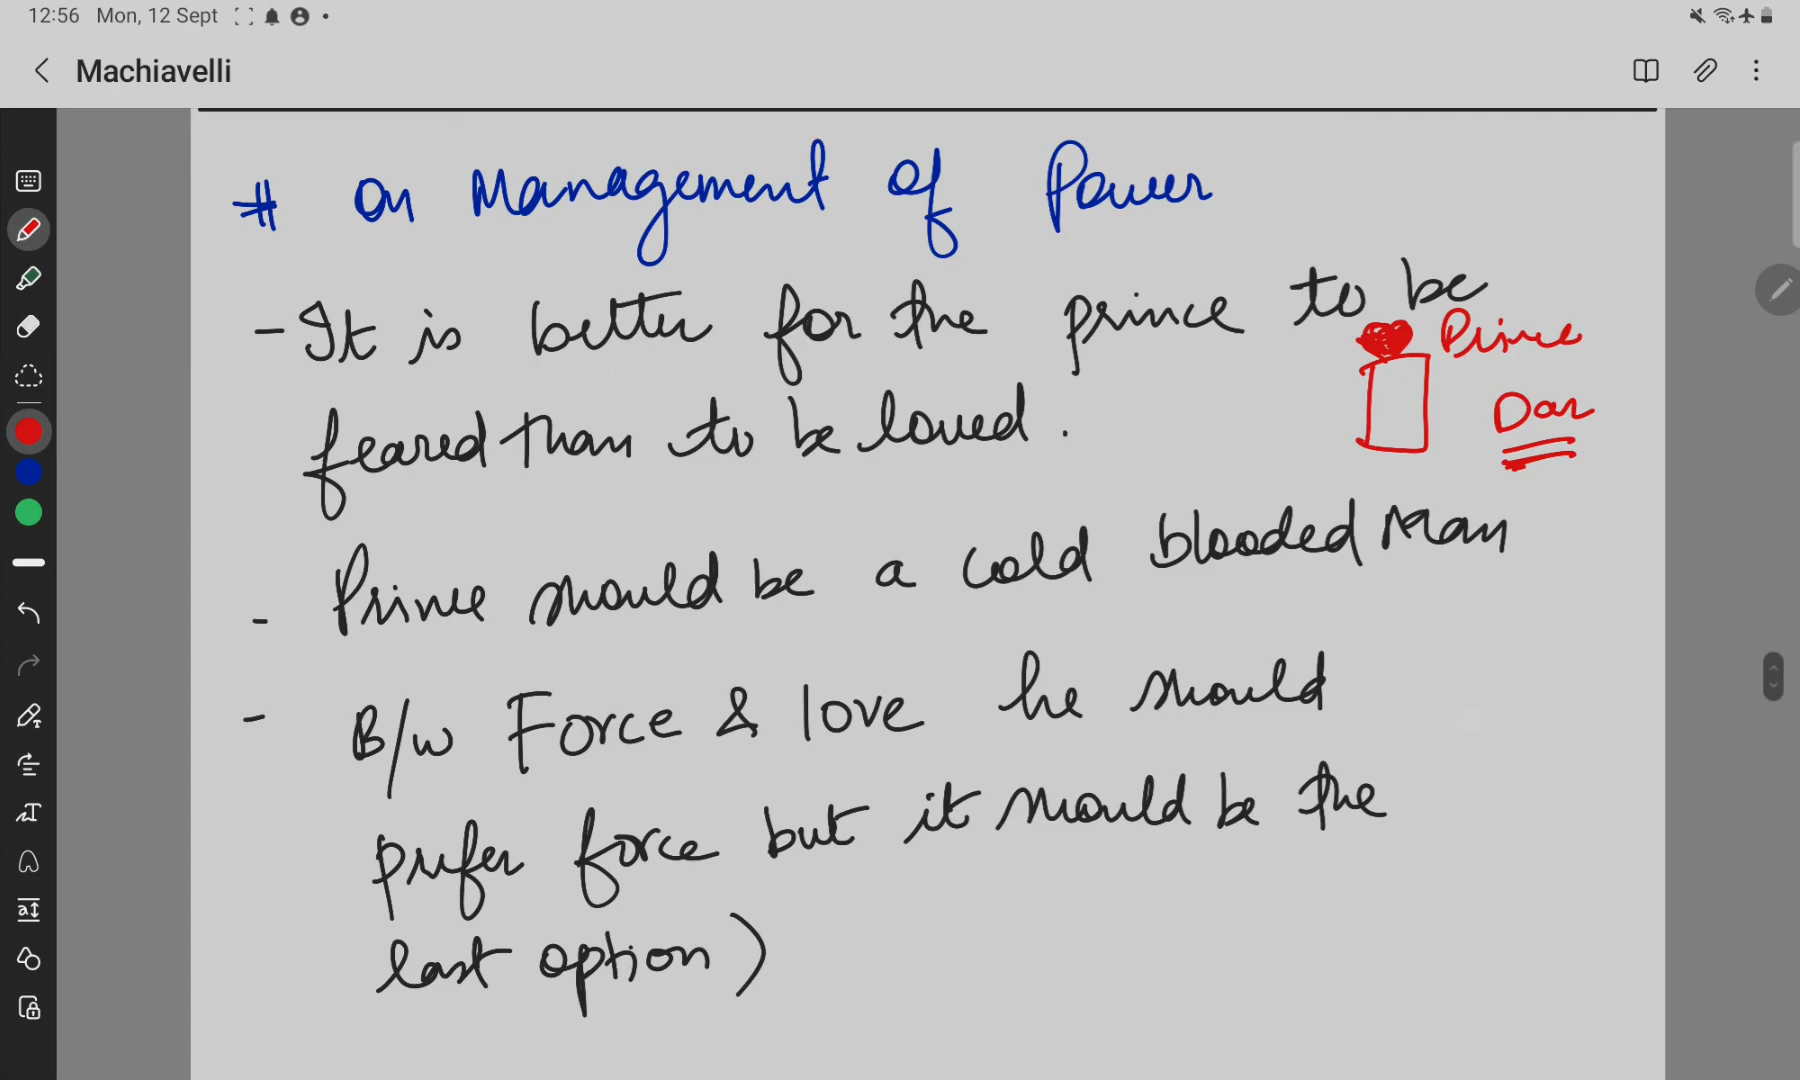 12:56 Mon, 12 Sept
Machiavelli
# On Management of Power
- It is better for the prince to be
Prince
feared than to be loved.
Dar
- Prince should be a cold blooded man
- B/w Force & love he should
prefer force but it should be the
last option)